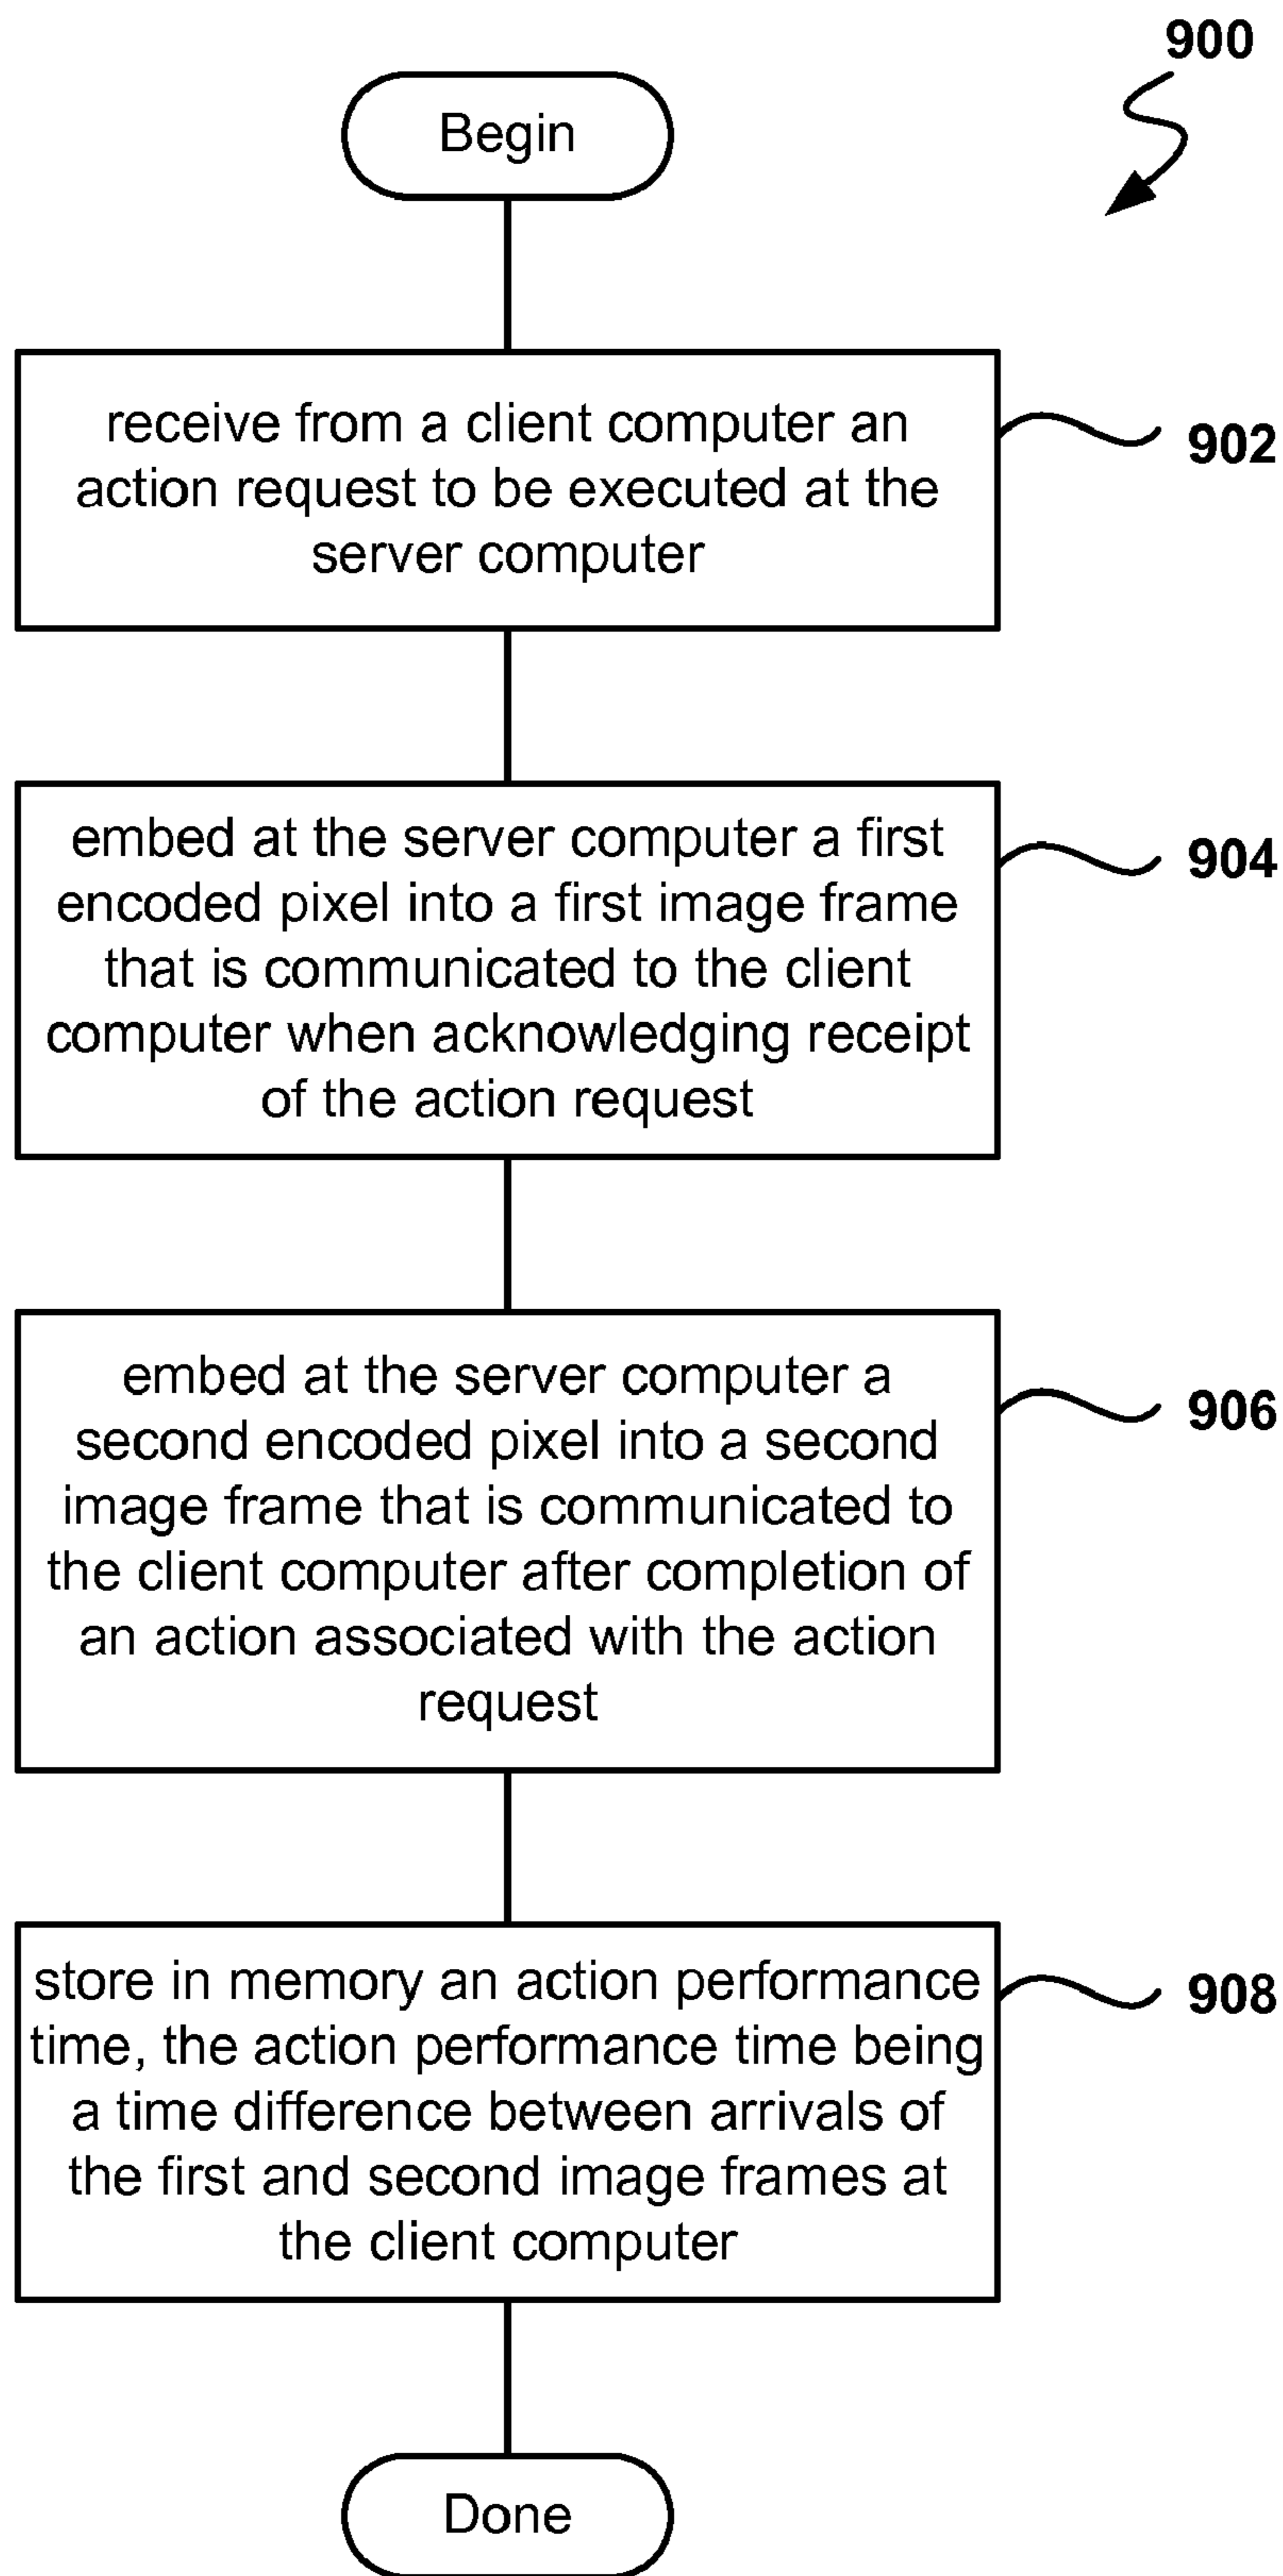 900
Begin
receive from a client computer an
action request to be executed at the
server computer
902
embed at the server computer a first
encoded pixel into a first image frame
that is communicated to the client
computer when acknowledging receipt
of the action request
904
embed at the server computer a
second encoded pixel into a second
image frame that is communicated to
the client computer after completion of
an action associated with the action
request
906
store in memory an action performance
time, the action performance time being
a time difference between arrivals of
the first and second image frames at
the client computer
908
Done